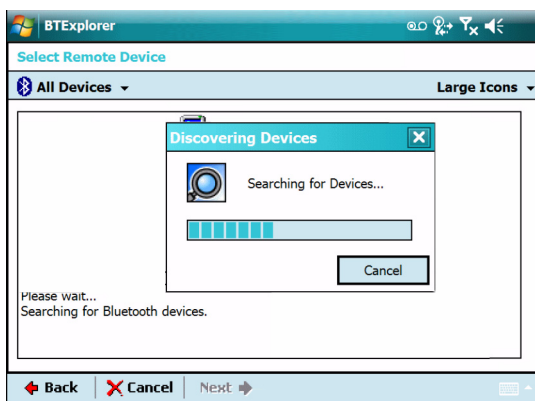 BTExplorer
Select Remote Device
All Devices
Large Icons
Discovering Devices
Searching for Devices...
Cancel
Please wait...
Searching for Bluetooth devices.
Back
Cancel
Next